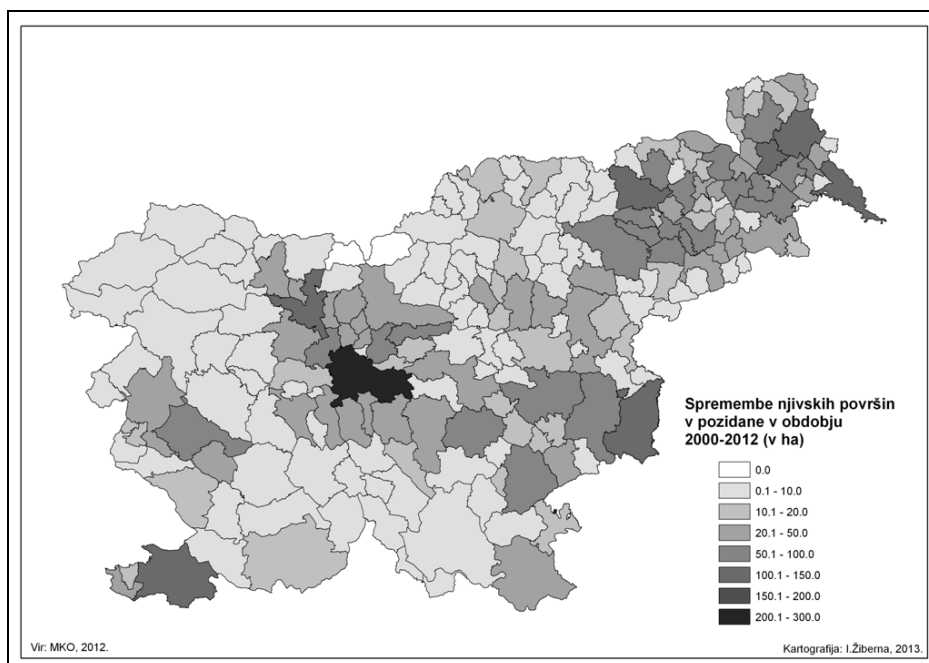 Spremembe njivskih površin
v pozidane v obdobju
2000-2012 (v ha)
0.0
0.1 - 10.0
10.1 - 20.0
20.1 - 50.0
50.1 - 100.0
100.1 - 150.0
150.1 - 200.0
200.1 - 300.0
Vir: MKO, 2012.
Kartografija: I.Žiberna, 2013.